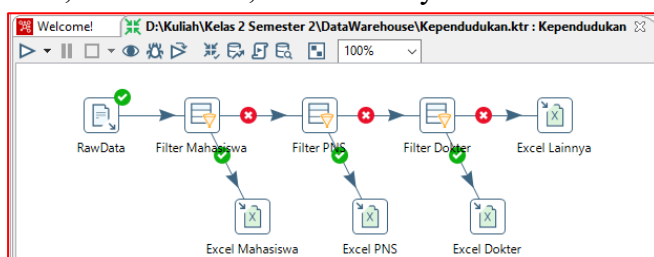 Welcome!
D:\Kuliah\Kelas 2 Semester 2\DataWarehouse\Kependudukan.ktr : Kependudukan
100%
RawData
Filter Mahasiswa
Filter PNS
Filter Dokter
Excel Lainnya
Excel Mahasiswa
Excel PNS
Excel Dokter